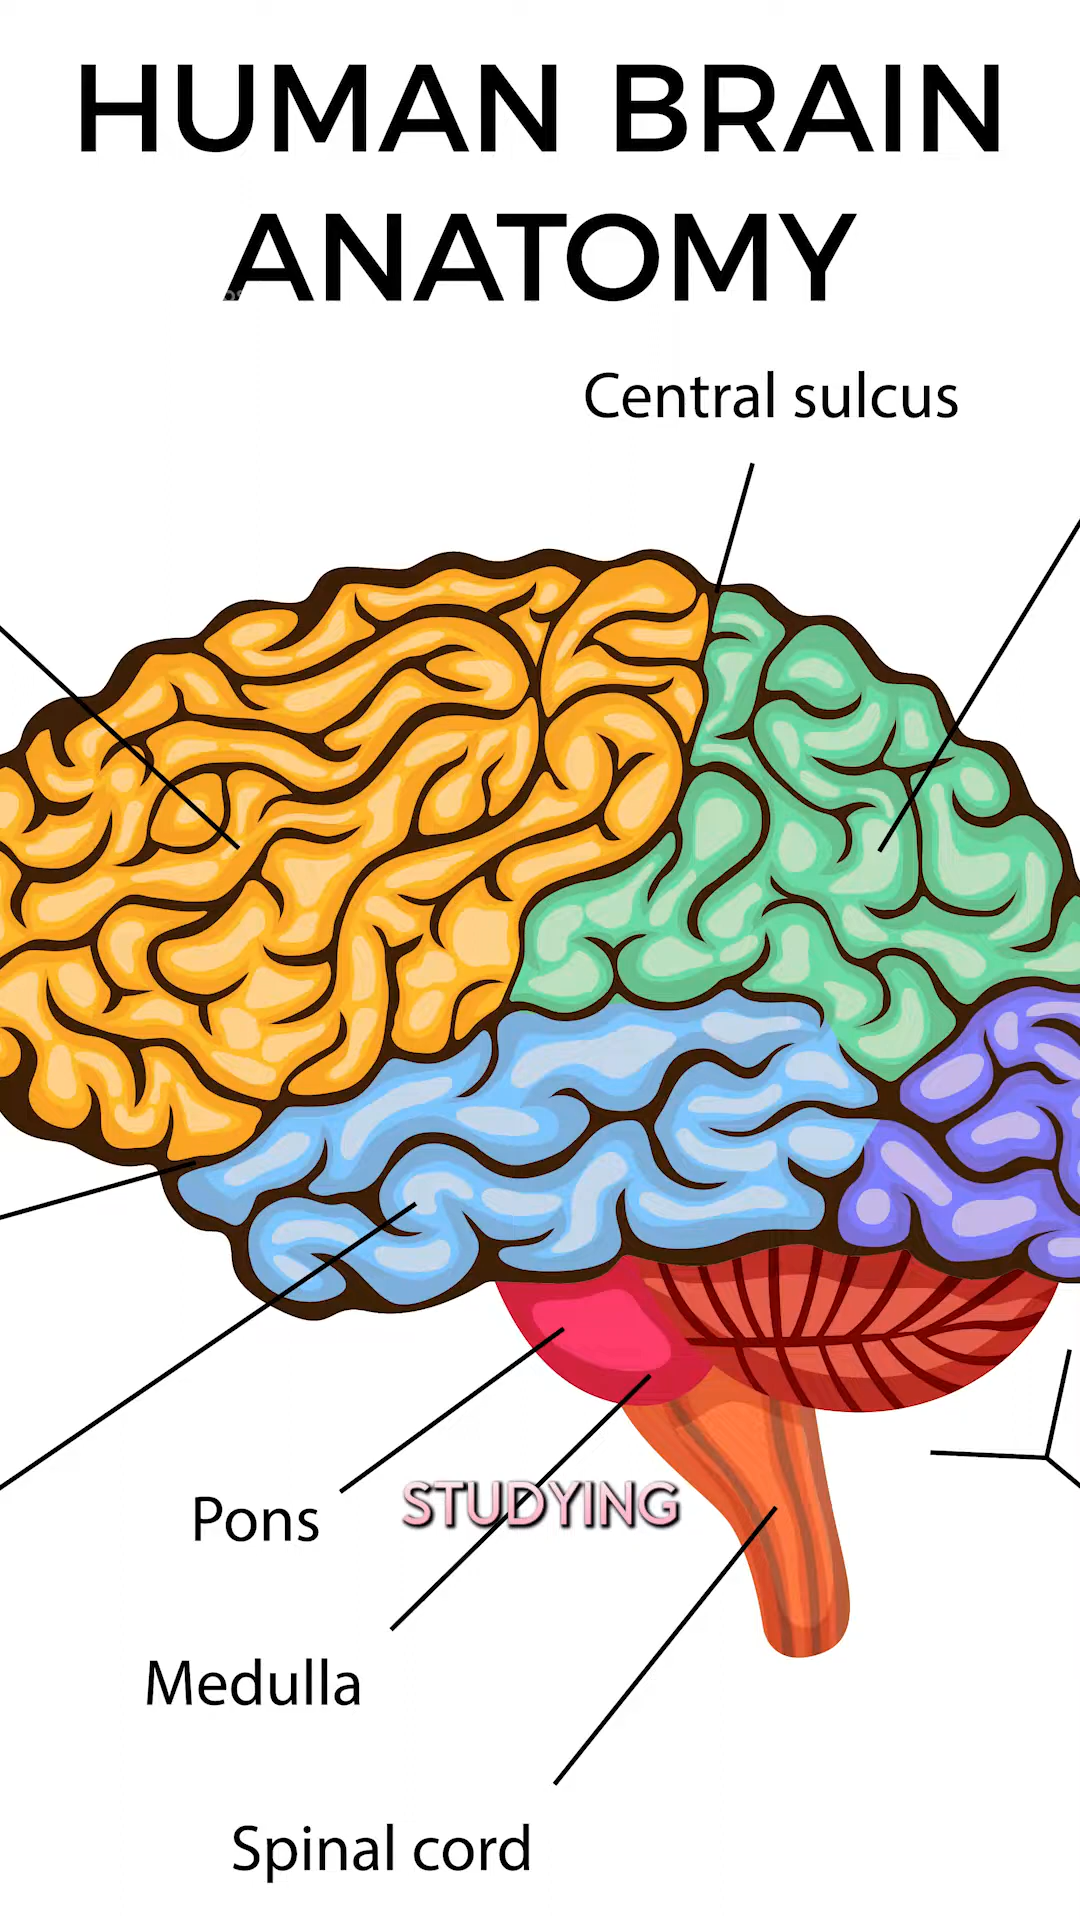 HUMAN BRAIN
ANATOMY
Central sulcus
Pons
STUDYING
Medulla
Spinal cord